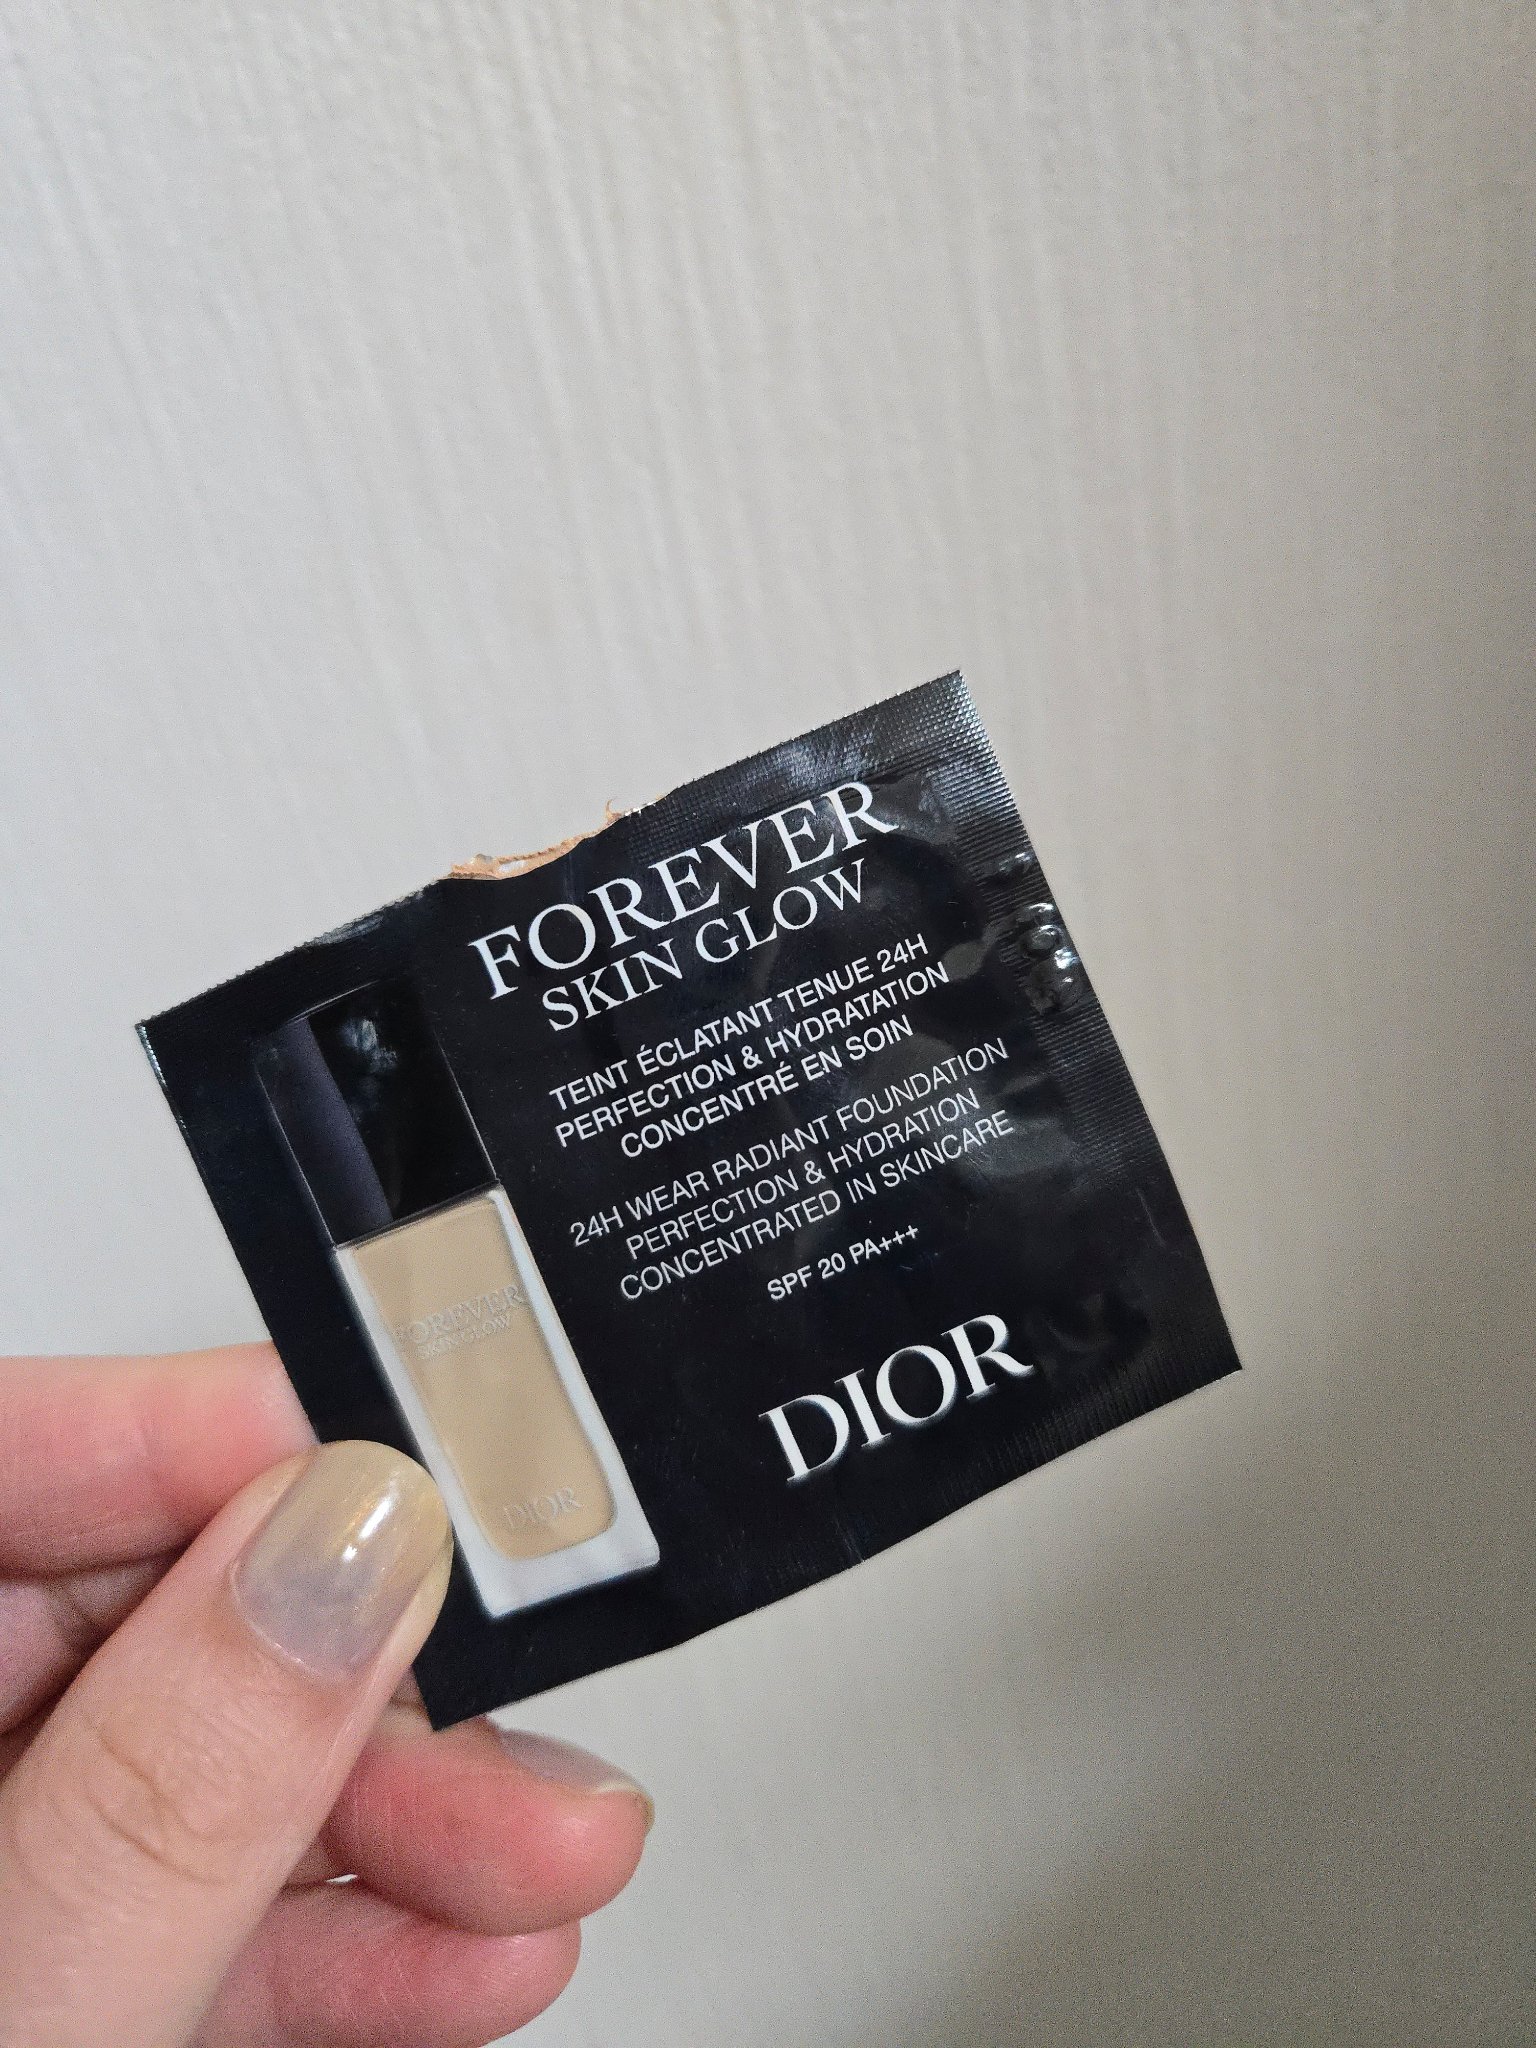 FOREVER
SKIN GLOW
TEINT ÉCLATANT TENUE 24H
PERFECTION & HYDRATATION
CONCENTRÉ EN SOIN
24H WEAR RADIANT FOUNDATION
PERFECTION & HYDRATION
CONCENTRATED IN SKINCARE
SPF 20 PA+++
DIOR
FOREVER
SKIN GLOW
DIOR